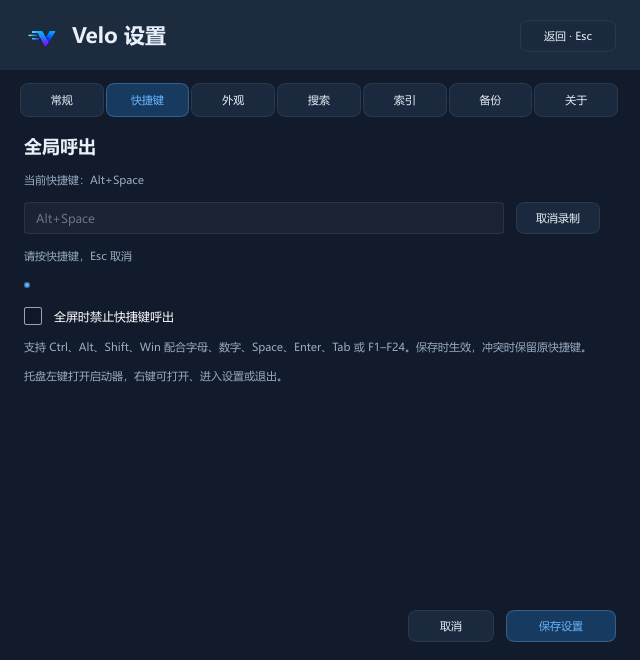 Velo 设置
返回 · Esc
常规
快捷键
外观
搜索
索引
备份
关于
全局呼出
当前快捷键：Alt+Space
Alt+Space
取消录制
请按快捷键，Esc 取消
全屏时禁止快捷键呼出
支持 Ctrl、Alt、Shift、Win 配合字母、数字、Space、Enter、Tab 或 F1–F24。保存时生效，冲突时保留原快捷键。
托盘左键打开启动器，右键可打开、进入设置或退出。
取消
保存设置